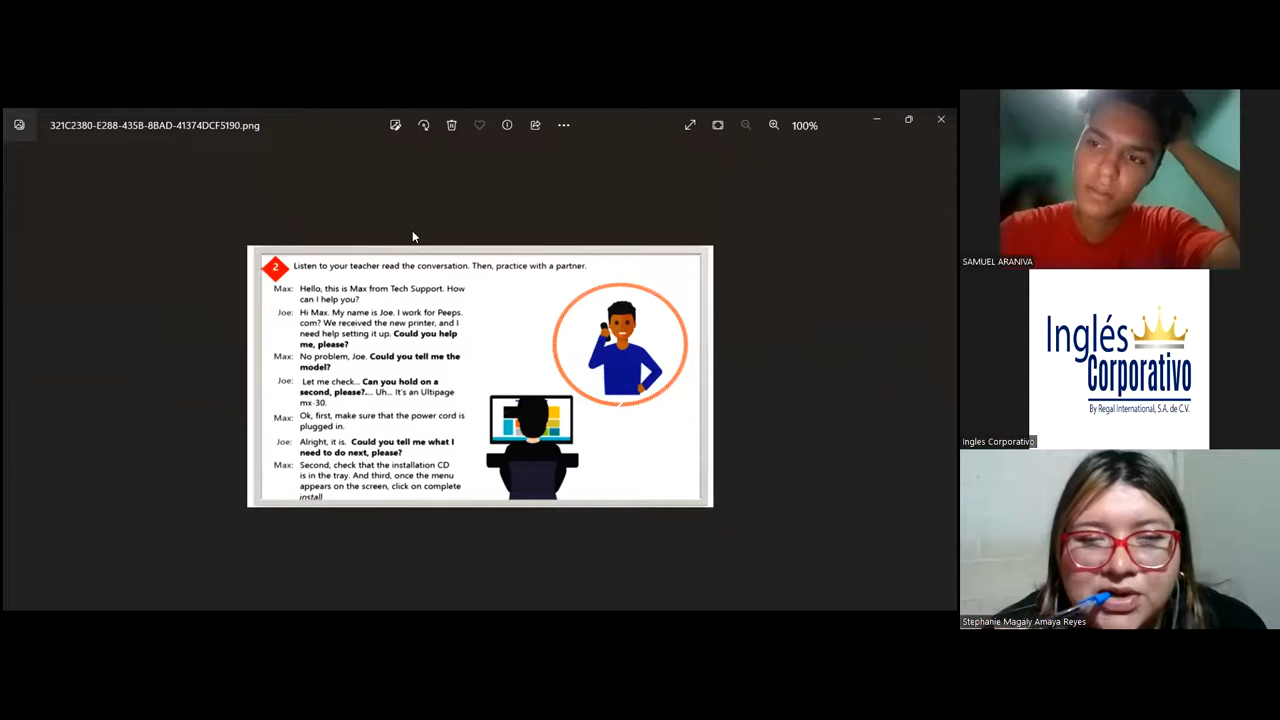 321C2380-E288-435B-8BAD-41374DCF5190.png
100%
2
Listen to your teacher read the conversation. Then, practice with a partner.
Max: Hello, this is Max from Tech Support. How
can I help you?
Joe: Hi Max. My name is Joe. I work for Peeps.
com? We received the new printer, and I
need help setting it up. Could you help
me, please?
Max: No problem, Joe. Could you tell me the
model?
Joe: Let me check... Can you hold on a
second, please?.... Uh... It's an Ultipage
mx-30.
Max: Ok, first, make sure that the power cord is
plugged in.
Joe: Alright, it is. Could you tell me what I
need to do next, please?
Max: Second, check that the installation CD
is in the tray. And third, once the menu
appears on the screen, click on complete
install
SAMUEL ARANIVA
Inglés
Corporativo
By Regal International, S.A. de C.V.
Ingles Corporativo
Stephanie Magaly Amaya Reyes